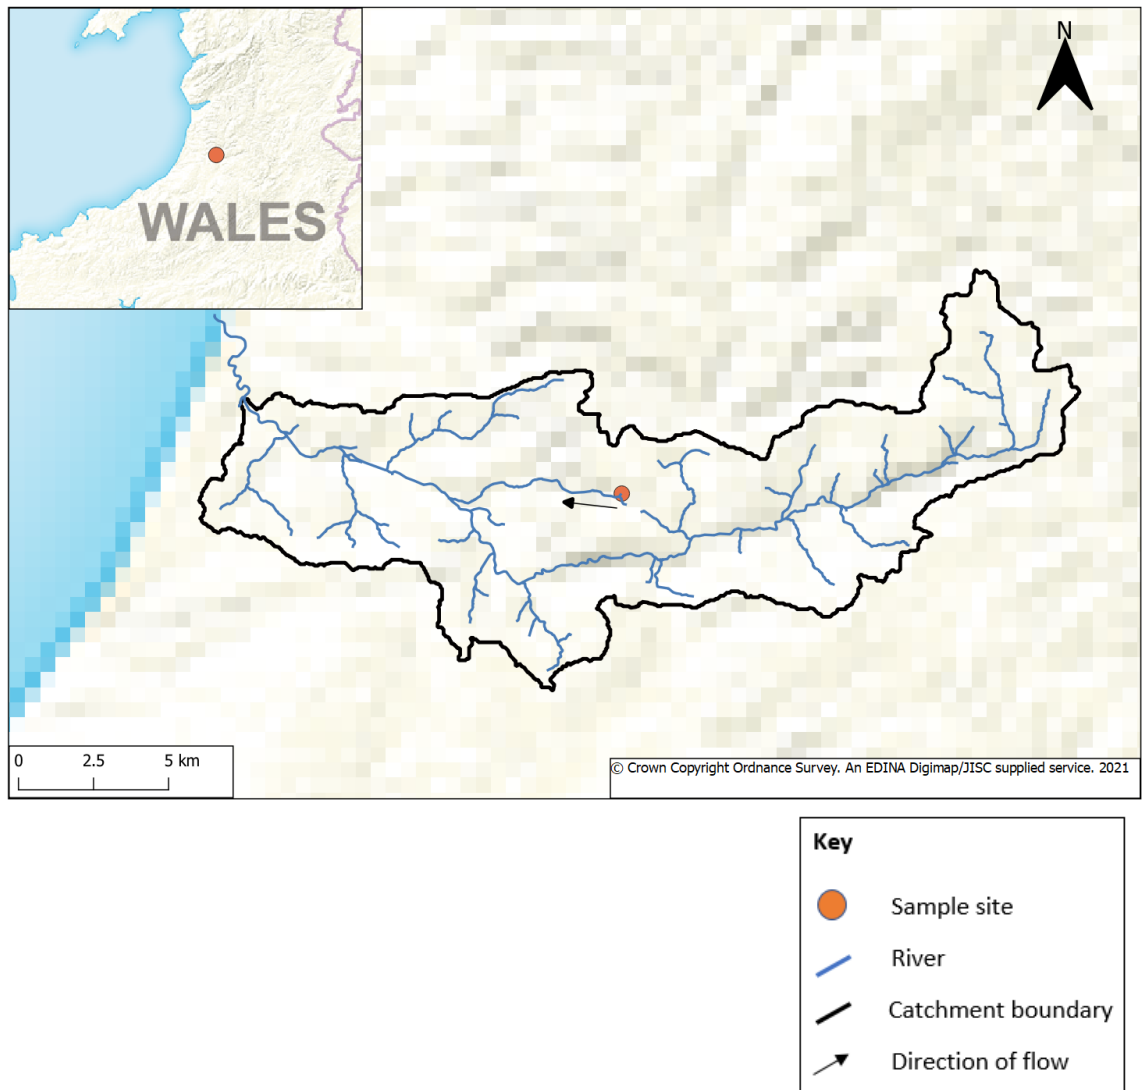 N
WALES
0 2.5 5 km
© Crown Copyright Ordnance Survey. An EDINA Digimap/JISC supplied service. 2021
Key
Sample site
River
Catchment boundary
Direction of flow